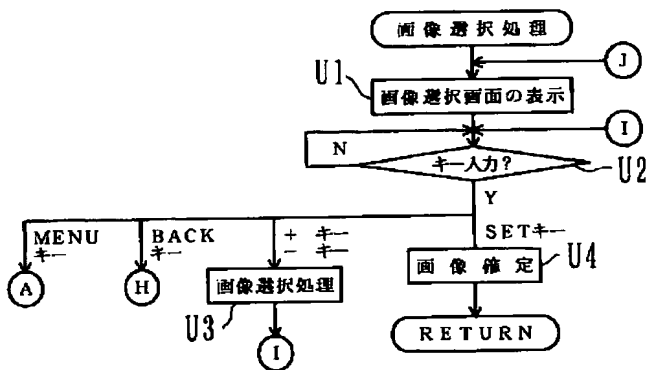 画像選択処理
J
U1
画像選択画面の表示
I
N
キー入力?
U2
Y
MENU
キー
BACK
キー
+ キー
- キー
SETキー
A
H
画像選択処理
U3
画像確定
U4
I
RETURN